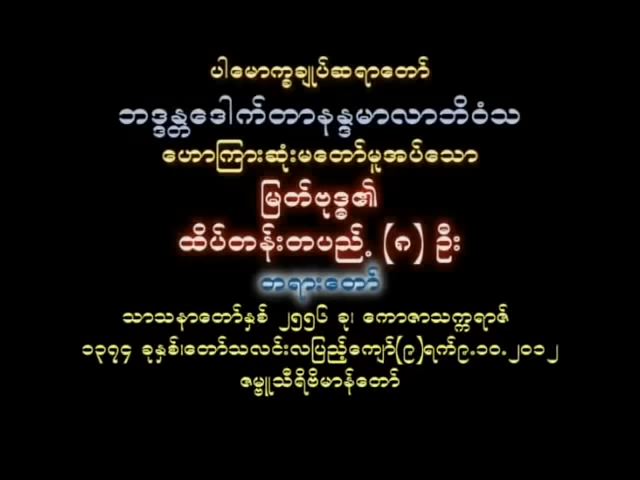 ပါမောက္ခချုပ်ဆရာတော်
ဘဒ္ဒန္တဒေါက်တာနန္ဒမာလာဘိဝံသ
ဟောကြားဆုံးမတော်မူအပ်သော
မြတ်ဗုဒ္ဓ၏
ထိပ်တန်းတပည့် (၈) ဦး
တရားတော်
သာသနာတော်နှစ် ၂၅၅၆ ခု၊ ကောဇာသက္ကရာဇ်
၁၃၇၄ ခုနှစ်၊တော်သလင်းလပြည့်ကျော်(၉)ရက်၉.၁၀.၂၀၁၂
ဇမ္ဗူသီရိဗိမာန်တော်